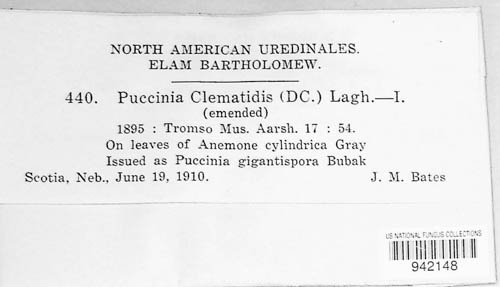 NORTH AMERICAN UREDINALES.
ELAM BARTHOLOMEW.
440. Puccinia Clematidis (DC.) Lagh.—I.
(emended)
1895 : Tromso Mus. Aarsh. 17 : 54.
On leaves of Anemone cylindrica Gray
Issued as Puccinia gigantispora Bubak
Scotia, Neb., June 19, 1910. J. M. Bates
US NATIONAL FUNGUS COLLECTIONS
942148